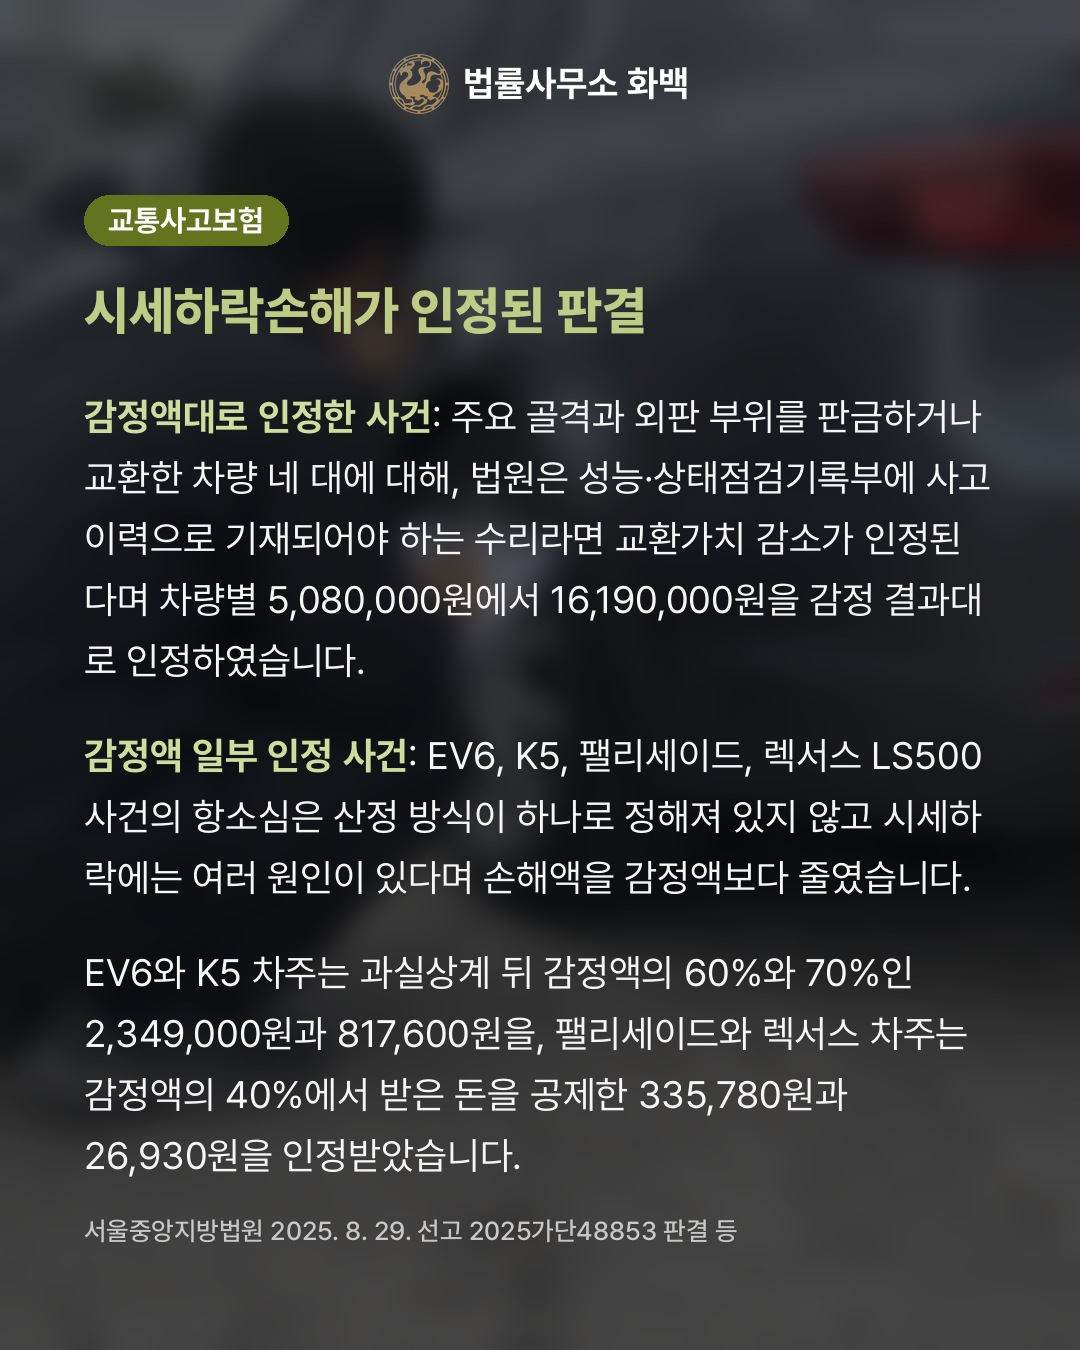 법률사무소 화백
교통사고보험
시세하락손해가 인정된 판결
감정액대로 인정한 사건: 주요 골격과 외판 부위를 판금하거나
교환한 차량 네 대에 대해, 법원은 성능·상태점검기록부에 사고
이력으로 기재되어야 하는 수리라면 교환가치 감소가 인정된
다며 차량별 5,080,000원에서 16,190,000원을 감정 결과대
로 인정하였습니다.
감정액 일부 인정 사건: EV6, K5, 팰리세이드, 렉서스 LS500
사건의 항소심은 산정 방식이 하나로 정해져 있지 않고 시세하
락에는 여러 원인이 있다며 손해액을 감정액보다 줄였습니다.
EV6와 K5 차주는 과실상계 뒤 감정액의 60%와 70%인
2,349,000원과 817,600원을, 팰리세이드와 렉서스 차주는
감정액의 40%에서 받은 돈을 공제한 335,780원과
26,930원을 인정받았습니다.
서울중앙지방법원 2025. 8. 29. 선고 2025가단48853 판결 등